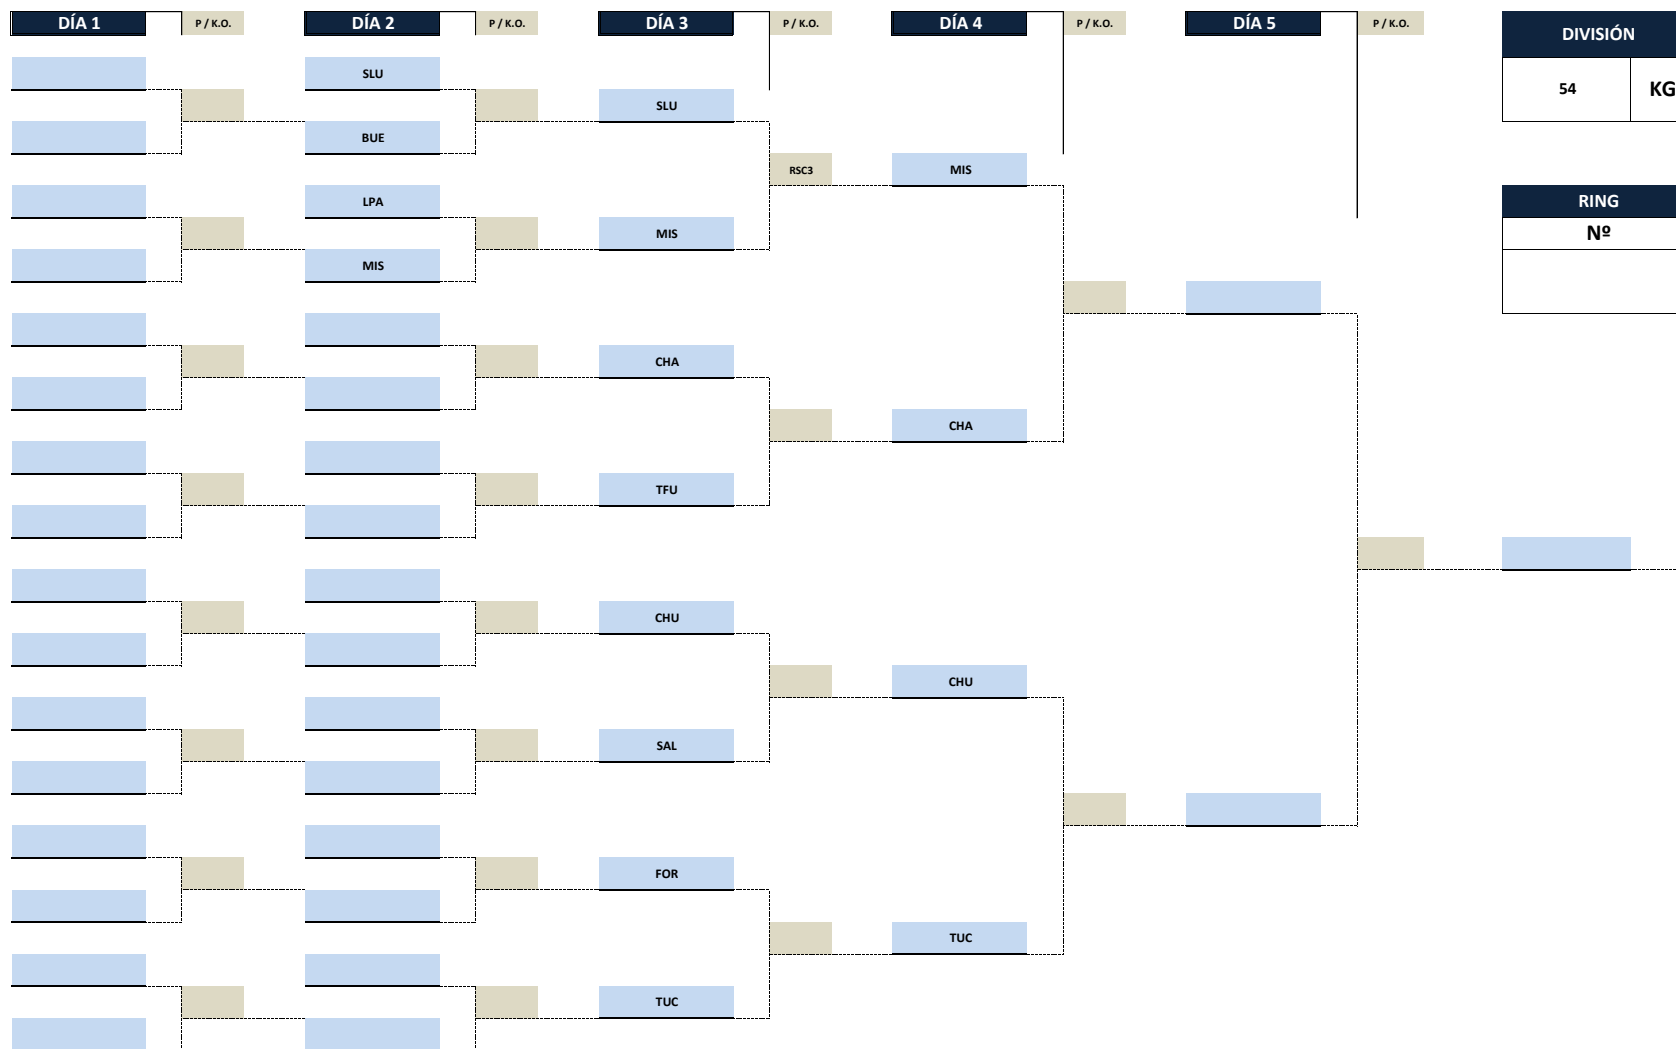 DÍA 1 P / K.O. DÍA 2 P / K.O. DÍA 3 P / K.O. DÍA 4 P / K.O. DÍA 5 P / K.O. DIVISIÓN
SLU
54 KG
SLU
BUE
RSC3 MIS
LPA
RING
MIS
Nº
MIS
CHA
CHA
TFU
CHU
CHU
SAL
FOR
TUC
TUC